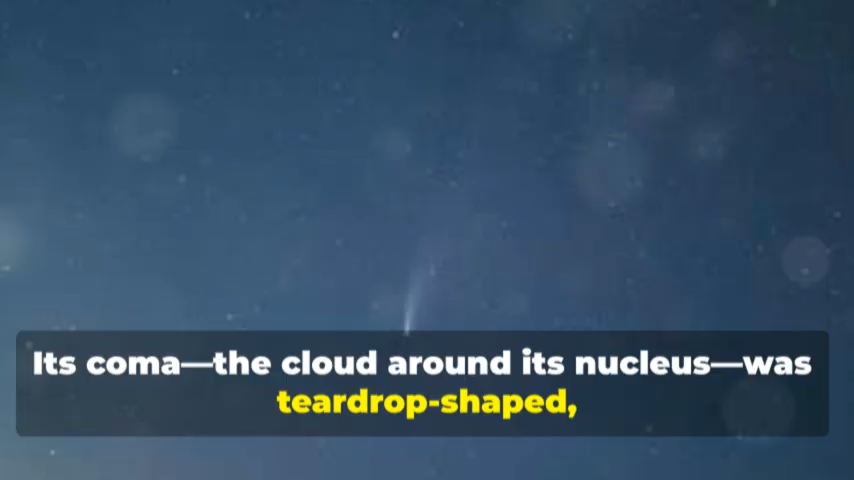 Its coma—the cloud around its nucleus—was
teardrop-shaped,